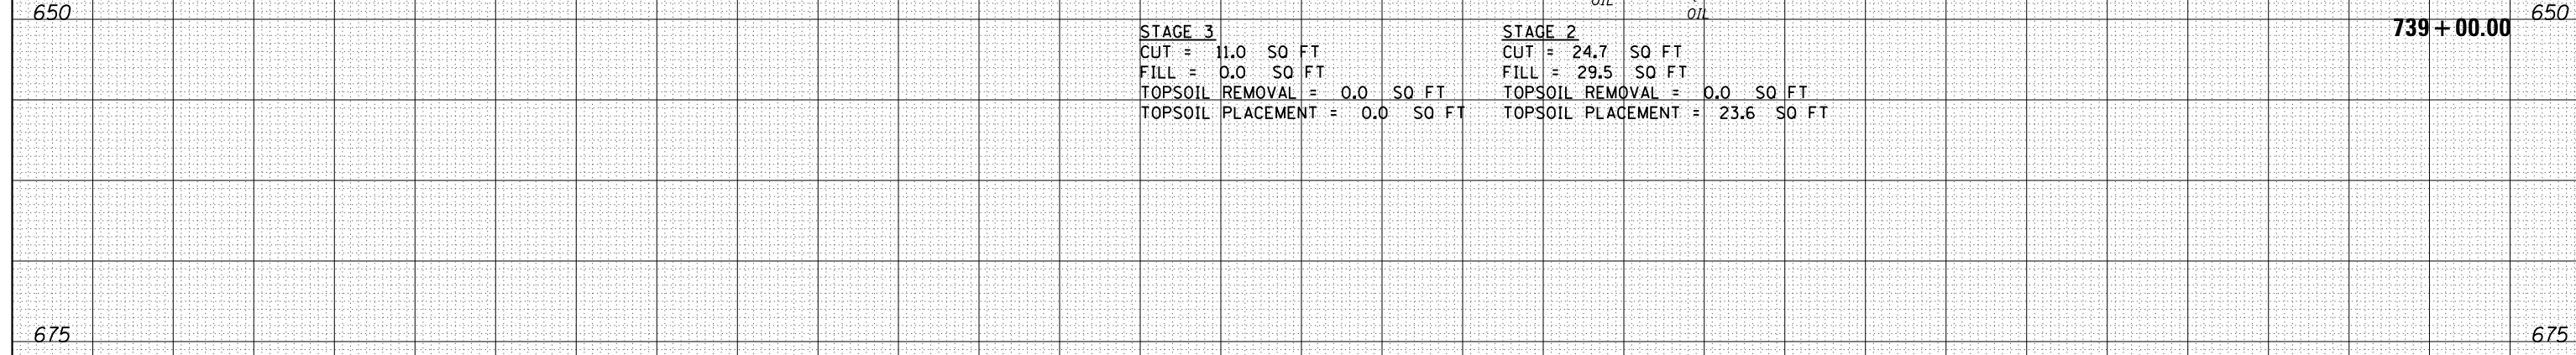 OIL
650
OIL
650
739+00.00
STAGE 3
CUT = 11.0 SQ FT
FILL = 0.0 SQ FT
TOPSOIL REMOVAL = 0.0 SQ FT
TOPSOIL PLACEMENT = 0.0 SQ FT
STAGE 2
CUT = 24.7 SQ FT
FILL = 29.5 SQ FT
TOPSOIL REMOVAL = 0.0 SQ FT
TOPSOIL PLACEMENT = 23.6 SQ FT
675
675